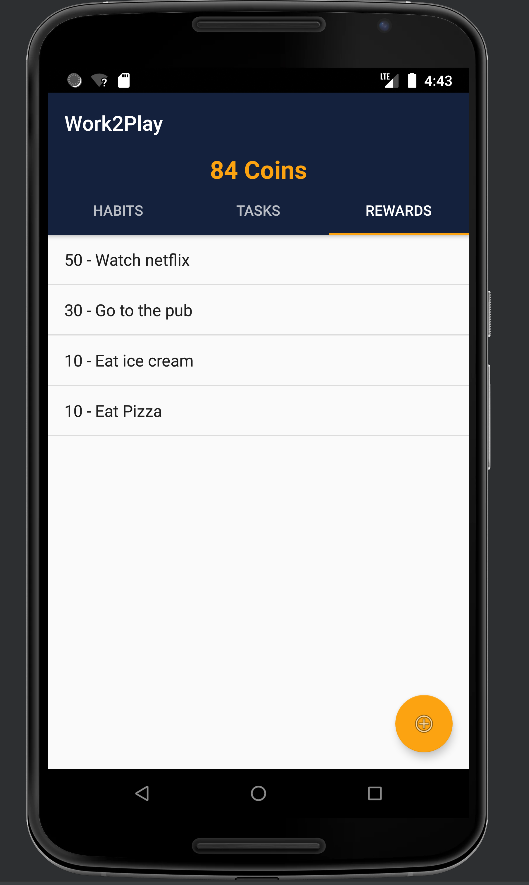 LTE 4:43
Work2Play
84 Coins
HABITS TASKS REWARDS
50 - Watch netflix
30 - Go to the pub
10 - Eat ice cream
10 - Eat Pizza